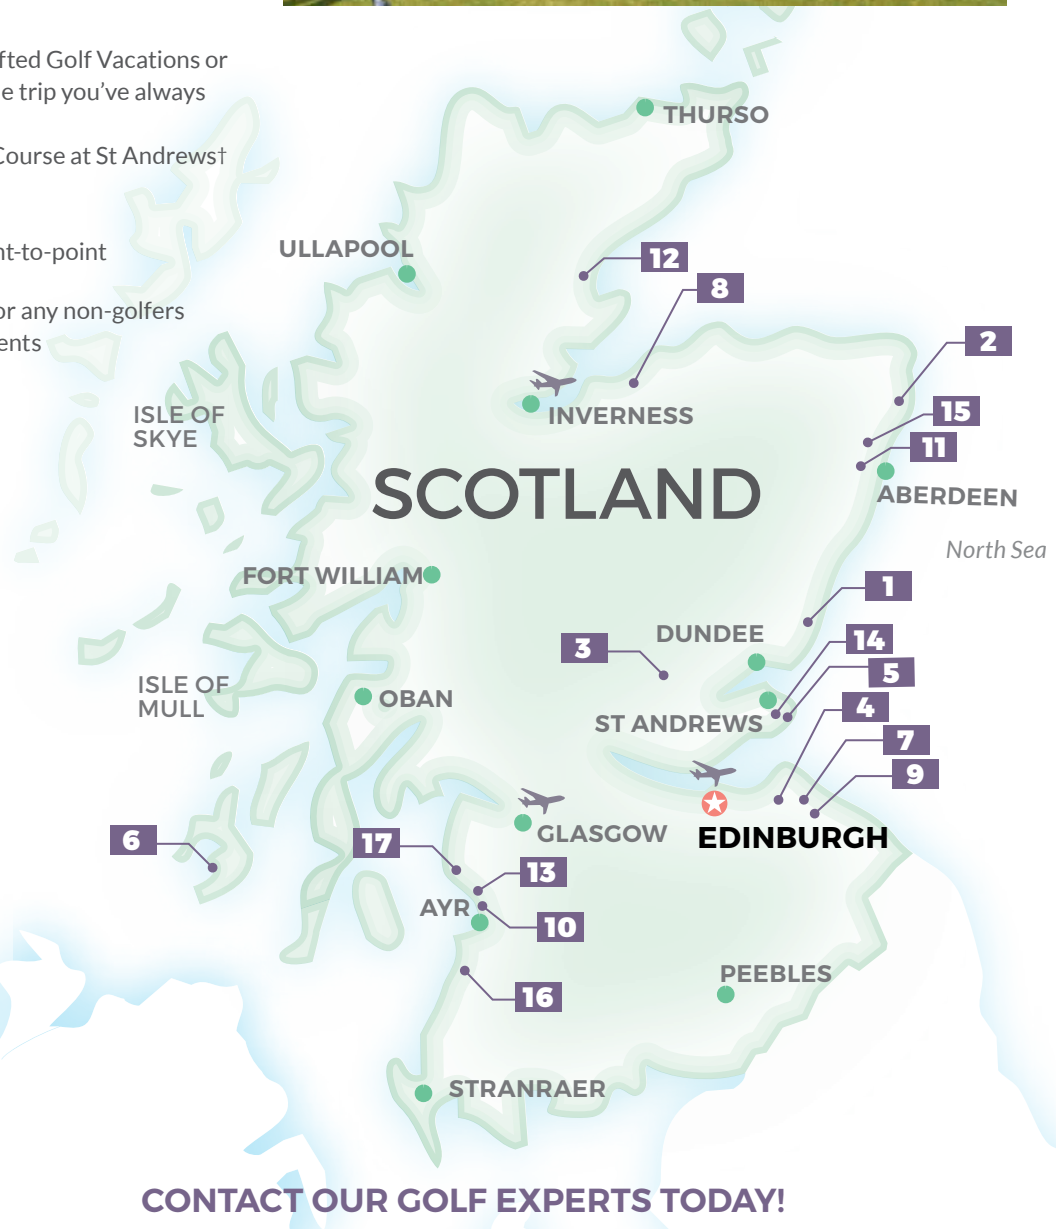 fted Golf Vacations or
e trip you've always
Course at St Andrews†
nt-to-point
or any non-golfers
ents
THURSO
ULLAPOOL
12
8
2
15
11
INVERNESS
ISLE OF
SKYE
SCOTLAND
ABERDEEN
North Sea
FORT WILLIAM
1
DUNDEE
14
3
5
ISLE OF
MULL
OBAN
ST ANDREWS
4
7
9
6
17
GLASGOW
EDINBURGH
13
AYR
10
16
PEEBLES
STRANRAER
CONTACT OUR GOLF EXPERTS TODAY!